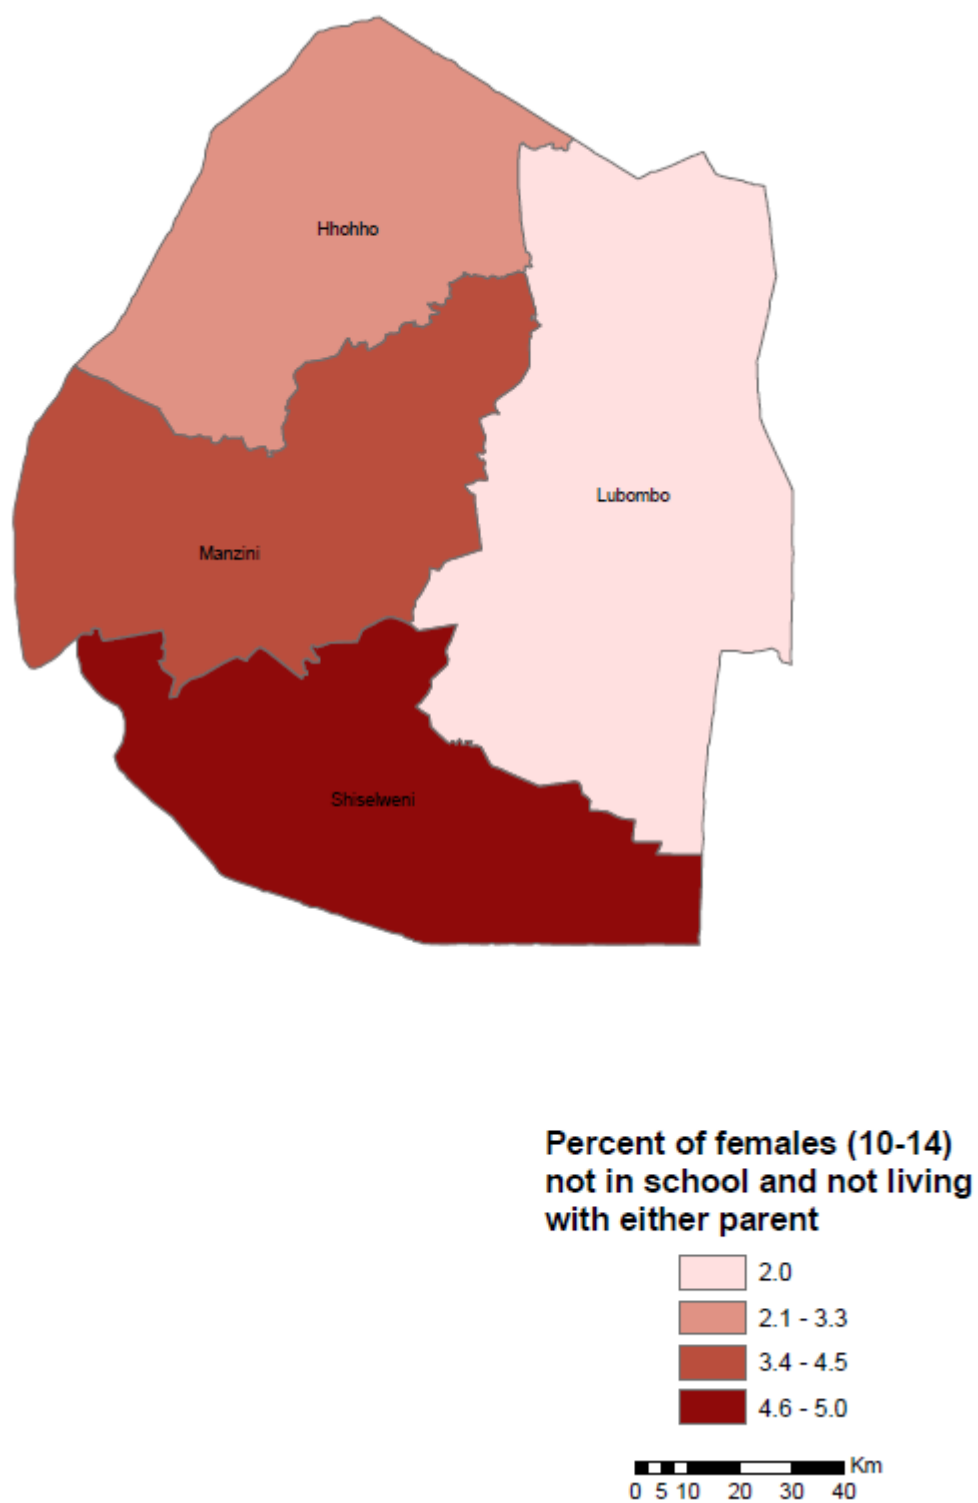 Hhohho
Lubombo
Manzini
Shiselweni
Percent of females (10-14)
not in school and not living
with either parent
2.0
2.1 - 3.3
3.4 - 4.5
4.6 - 5.0
Km
0 5 10 20 30 40